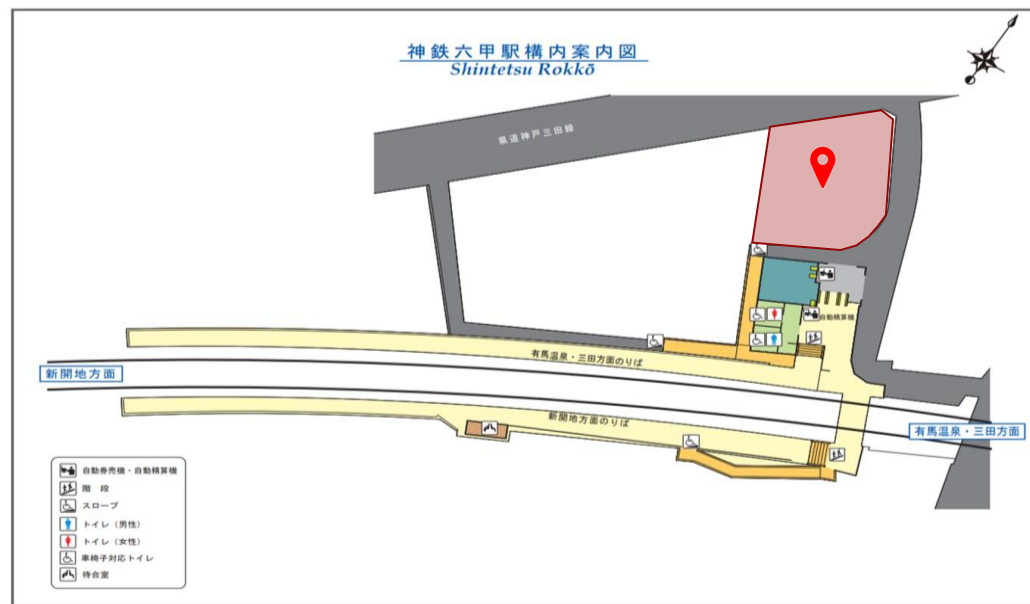 神鉄六甲駅構内案内図
Shintetsu Rokkō
県道神戸三田線
自動精算機
有馬温泉・三田方面のりば
新開地方面
新開地方面のりば
有馬温泉・三田方面
自動券売機・自動精算機
階段
スロープ
トイレ（男性）
トイレ（女性）
車椅子対応トイレ
待合室